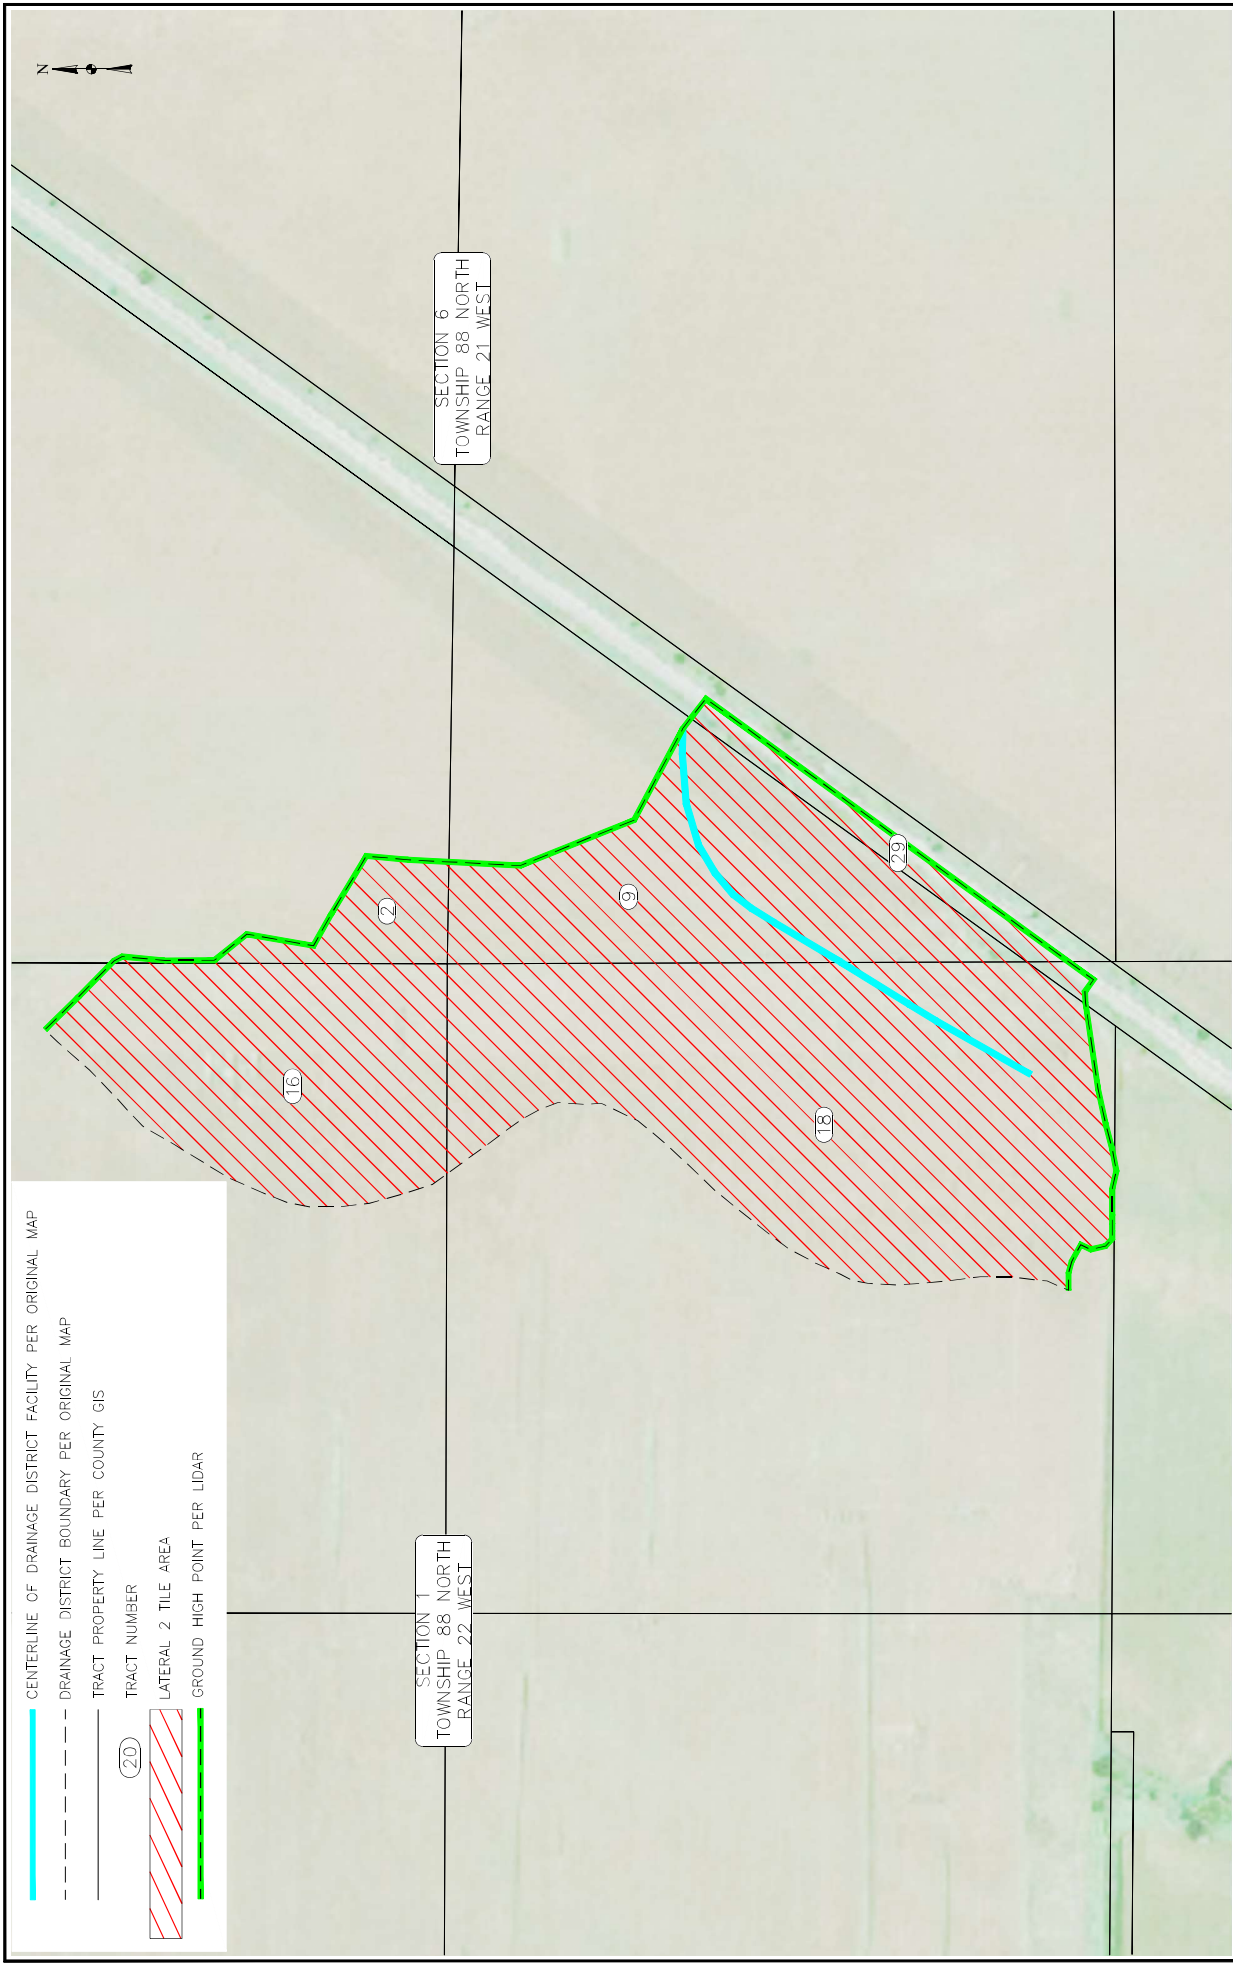 N
SECTION 6
TOWNSHIP 88 NORTH
RANGE 21 WEST
2
9
29
16
18
SECTION 1
TOWNSHIP 88 NORTH
RANGE 22 WEST
CENTERLINE OF DRAINAGE DISTRICT FACILITY PER ORIGINAL MAP
DRAINAGE DISTRICT BOUNDARY PER ORIGINAL MAP
TRACT PROPERTY LINE PER COUNTY GIS
20 TRACT NUMBER
LATERAL 2 TILE AREA
GROUND HIGH POINT PER LIDAR